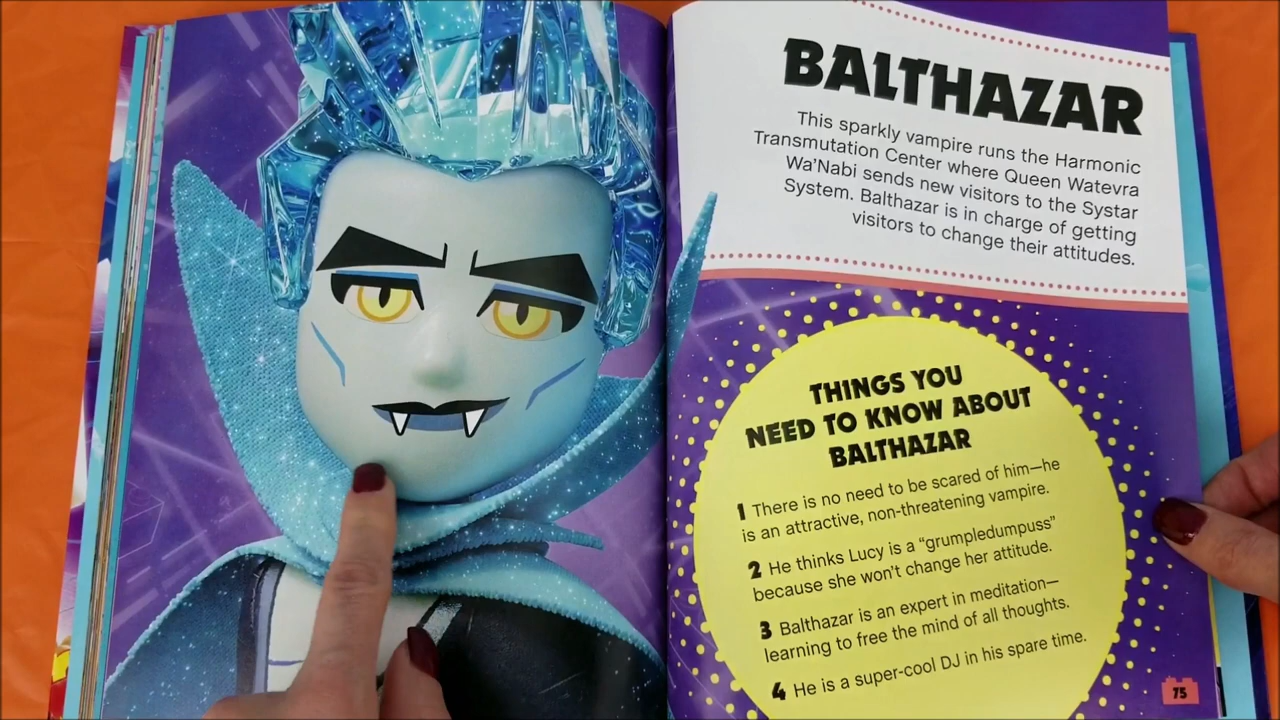 BALTHAZAR
This sparkly vampire runs the Harmonic
Transmutation Center where Queen Watevra
Wa'Nabi sends new visitors to the Systar
System. Balthazar is in charge of getting
visitors to change their attitudes.
THINGS YOU
NEED TO KNOW ABOUT
BALTHAZAR
1 There is no need to be scared of him—he
is an attractive, non-threatening vampire.
2 He thinks Lucy is a “grumpledumpuss”
because she won't change her attitude.
3 Balthazar is an expert in meditation—
learning to free the mind of all thoughts.
4 He is a super-cool DJ in his spare time.
75